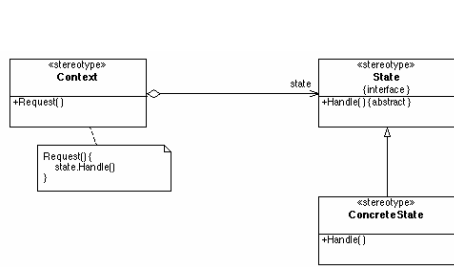 «stereotype»
Context
+Request( )
state
«stereotype»
State
{interface }
+Handle( ) {abstract }
Request() {
state.Handle()
}
«stereotype»
ConcreteState
+Handle( )